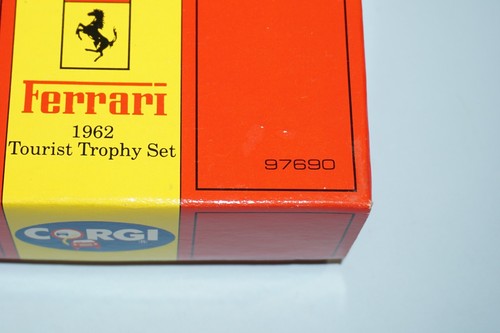 Ferrari
1962
Tourist Trophy Set
97690
CORGI